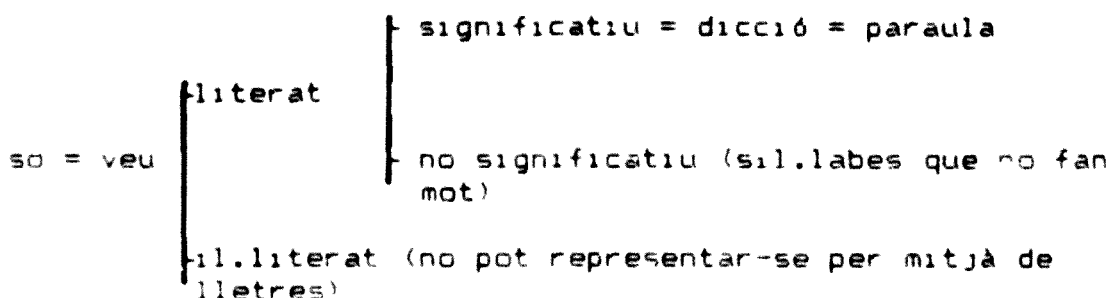 significatiu = dicció = paraula
literat
so = veu
no significatiu (síl.labes que no fan
mot)
il.literat (no pot representar-se per mitjà de
lletres)